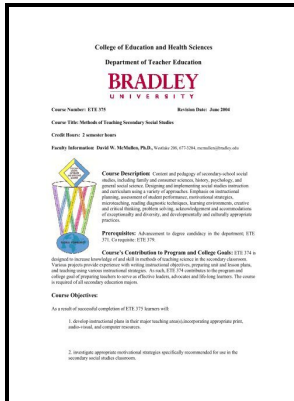 College of Education and Health Sciences
Department of Teacher Education
BRADLEY
UNIVERSITY
Course Number: ETE 375 Revision Date: June 2004
Course Title: Methods of Teaching Secondary Social Studies
Credit Hours: 2 semester hours
Faculty Information: David W. McMullen, Ph.D.,
Course Description: Content and pedagogy of secondary-school social
studies, including family and consumer sciences, history, psychology, and
general social science. Designing and implementing social studies instruction
and curriculum using a variety of approaches. Emphasis on instructional
planning, assessment of student performance, motivational strategies,
microteaching, reading diagnostic techniques, learning environments, creative
and critical thinking, problem solving, acknowledgement and accommodations
of exceptionality and diversity, and developmentally and culturally appropriate
practices.
Prerequisites: Advancement to degree candidacy in the department; ETE
371. Co requisite: ETE 379.
Course's Contribution to Program and College Goals: ETE 374 is
designed to increase knowledge of and skill in methods of teaching social science in the secondary classroom.
Various projects provide experience with writing instructional objectives, preparing unit and lesson plans,
and teaching using various instructional strategies. As such, ETE 374 contributes to the program and
college goal of preparing teachers to serve as effective leaders, advocates and life-long learners. The course
is required of all secondary education majors.
Course Objectives:
As a result of successful completion of ETE 375 learners will:
1. develop instructional plans in their major teaching area(s) incorporating appropriate print,
audio-visual, and computer resources.
2. investigate appropriate motivational strategies specifically recommended for use in the
secondary social studies classroom.